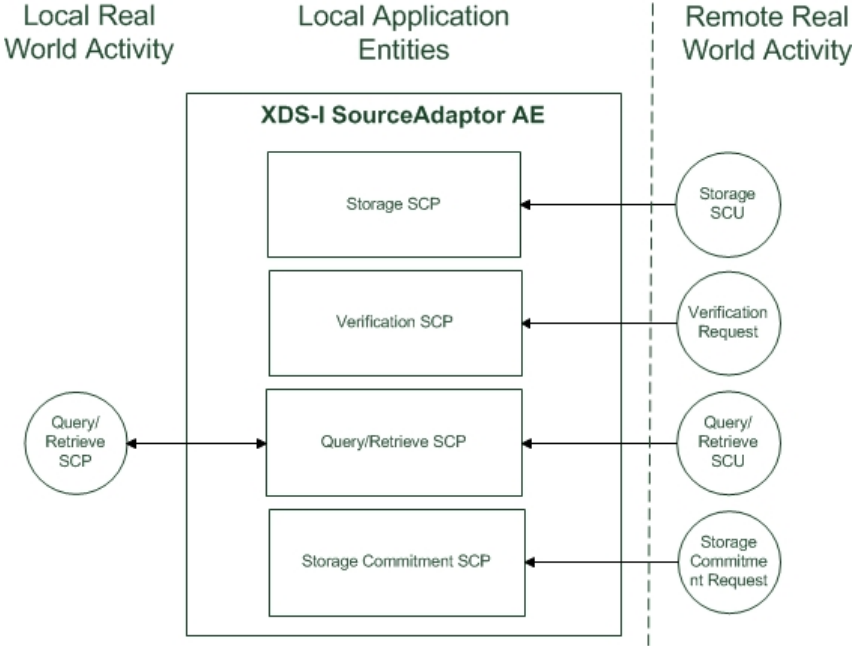 Local Real
World Activity
Local Application
Entities
Remote Real
World Activity
XDS-I SourceAdaptor AE
Storage SCP
Storage
SCU
Verification SCP
Verification
Request
Query/
Retrieve
SCP
Query/Retrieve SCP
Query/
Retrieve
SCU
Storage Commitment SCP
Storage
Commitme
nt Request